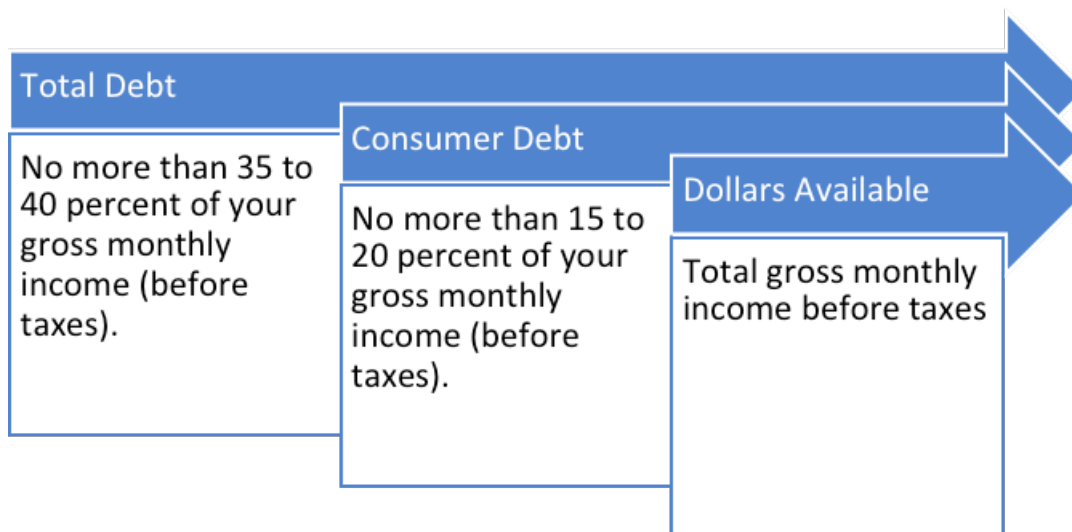 Total Debt
No more than 35 to
40 percent of your
gross monthly
income (before
taxes).
Consumer Debt
No more than 15 to
20 percent of your
gross monthly
income (before
taxes).
Dollars Available
Total gross monthly
income before taxes